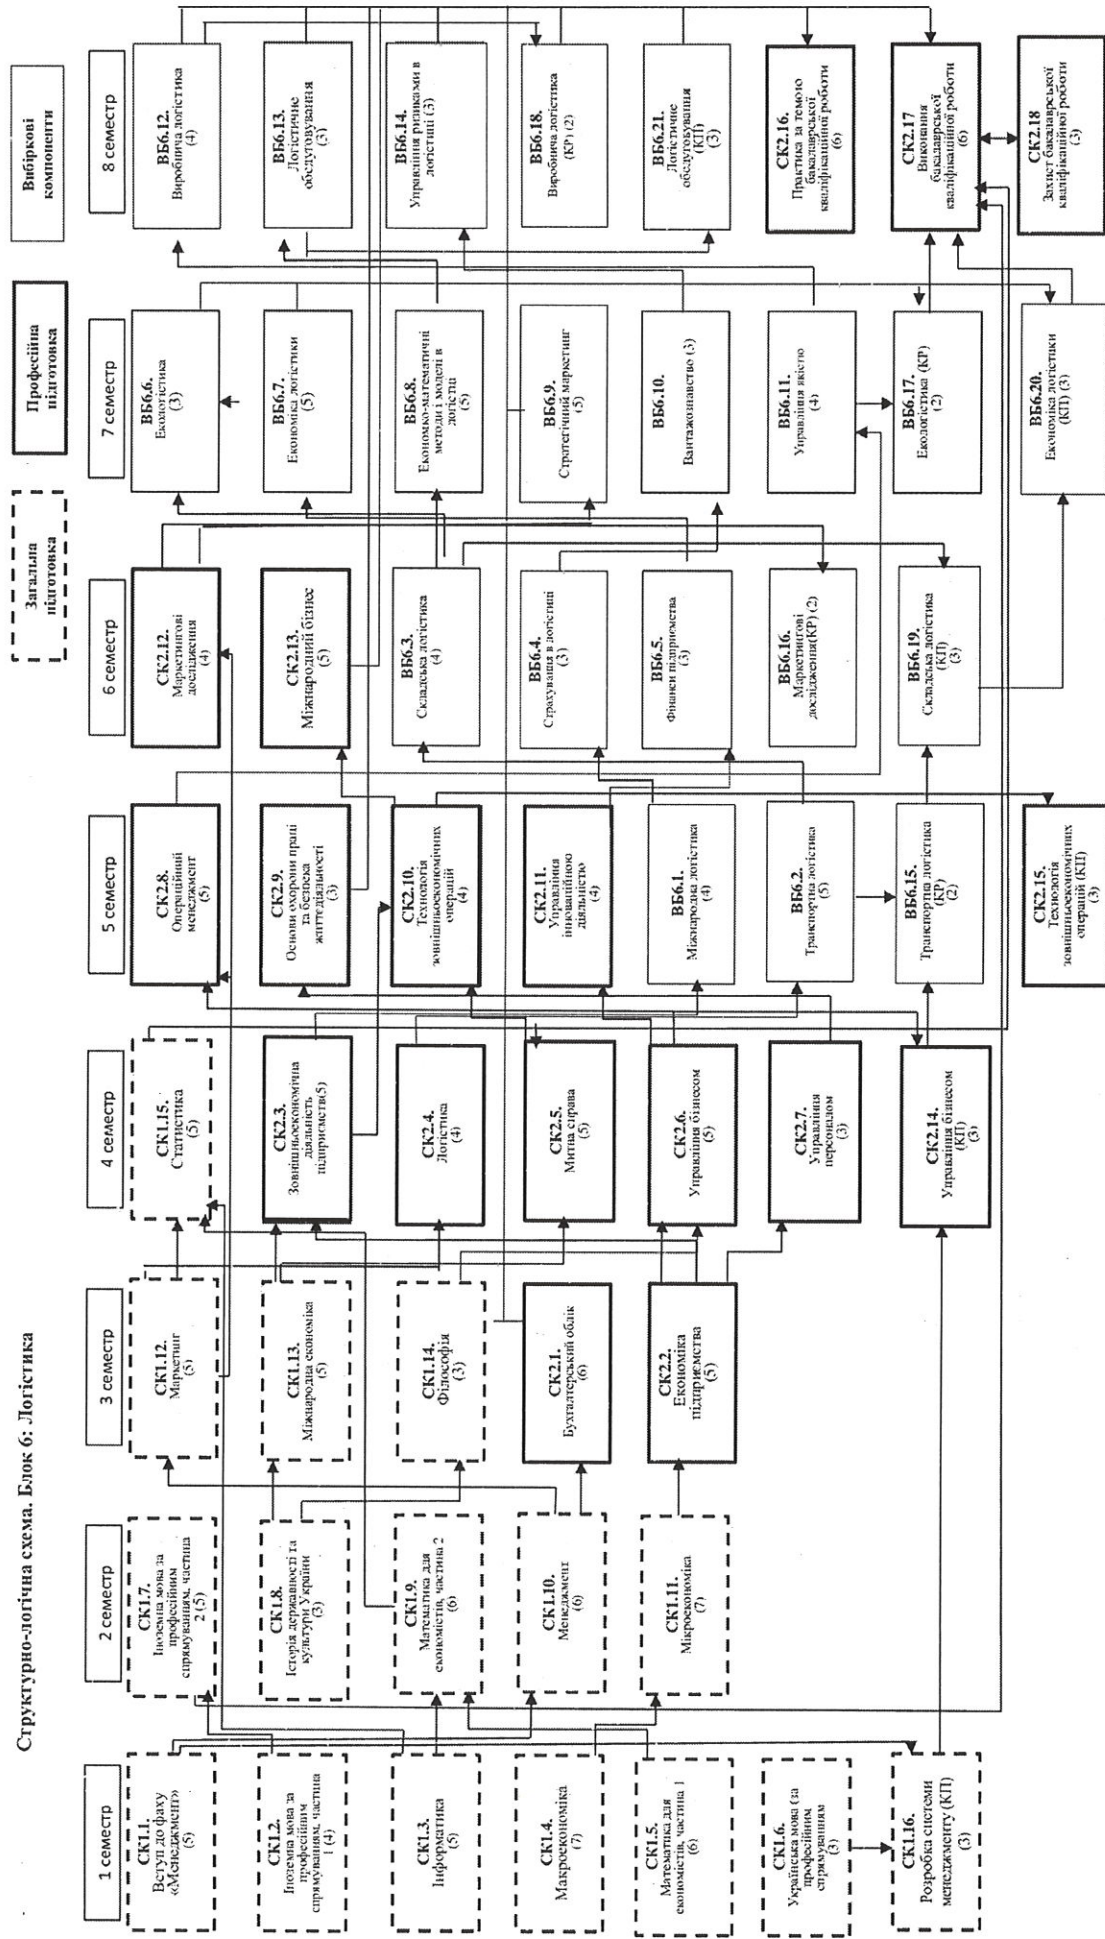 Структурно-логічна схема. Блок 6: Логістика
Загальна
підготовка
Професійна
підготовка
Вибіркові
компоненти
1 семестр
СК1.1.
Вступ до фаху
«Менеджмент»
(5)
СК1.2.
Іноземна мова за
професійним
спрямуванням, частина
1 (4)
СК1.3.
Інформатика
(5)
СК1.4.
Макроекономіка
(7)
СК1.5.
Математика для
економістів, частина 1
(6)
СК1.6.
Українська мова (за
професійним
спрямуванням
(3)
СК1.16.
Розробка системи
менеджменту (КП)
(3)
2 семестр
СК1.7.
Іноземна мова за
професійним
спрямуванням, частина
2 (5)
СК1.8.
Історія державності та
культури України
(3)
СК1.9.
Математика для
економістів, частина 2
(6)
СК1.10.
Менеджмент
(6)
СК1.11.
Мікроекономіка
(7)
3 семестр
СК1.12.
Маркетинг
(5)
СК1.13.
Міжнародна економіка
(5)
СК1.14.
Філософія
(3)
СК2.1.
Бухгалтерський облік
(6)
СК2.2.
Економіка
підприємства
(5)
4 семестр
СК1.15.
Статистика
(5)
СК2.3.
Зовнішньоекономічна
діяльність
підприємств(5)
СК2.4.
Логістика
(4)
СК2.5.
Митна справа
(5)
СК2.6.
Управління бізнесом
(5)
СК2.7.
Управління
персоналом
(3)
СК2.14.
Управління бізнесом
(КП)
(3)
5 семестр
СК2.8.
Операційний
менеджмент
(5)
СК2.9.
Основи охорони праці
та безпека
життєдіяльності
(3)
СК2.10.
Технологія
зовнішньоекономічних
операцій
(4)
СК2.11.
Управління
інноваційною
діяльністю
(4)
ВБ6.1.
Міжнародна логістика
(4)
ВБ6.2.
Транспортна логістика
(5)
ВБ6.15.
Транспортна логістика
(КР)
(2)
СК2.15.
Технологія
зовнішньоекономічних
операцій (КП)
(3)
6 семестр
СК2.12.
Маркетингові
дослідження
(4)
СК2.13.
Міжнародний бізнес
(5)
ВБ6.3.
Складська логістика
(4)
ВБ6.4.
Страхування в логістиці
(3)
ВБ6.5.
Фінанси підприємства
(3)
ВБ6.16.
Маркетингові
дослідження(КР) (2)
ВБ6.19.
Складська логістика
(КП)
(3)
7 семестр
ВБ6.6.
Екологістика
(3)
ВБ6.7.
Економіка логістики
(5)
ВБ6.8.
Економко-математичні
методи і моделі в
логістиці
(5)
ВБ6.9.
Стратегічний маркетинг
(5)
ВБ6.10.
Вантажознавство (3)
ВБ6.11.
Управління якістю
(4)
ВБ6.17.
Екологістика (КР)
(2)
ВБ6.20.
Економіка логістики
(КП) (3)
8 семестр
ВБ6.12.
Виробнича логістика
(4)
ВБ6.13.
Логістичне
обслуговування
(3)
ВБ6.14.
Управління ризиками в
логістиці (3)
ВБ6.18.
Виробнича логістика
(КР) (2)
ВБ6.21.
Логістичне
обслуговування
(КП)
(3)
СК2.16.
Практика за темою
бакалаврської
кваліфікаційної роботи
(6)
СК2.17
Виконання
бакалаврської
кваліфікаційної роботи
(6)
СК2.18
Захист бакалаврської
кваліфікаційної роботи
(3)